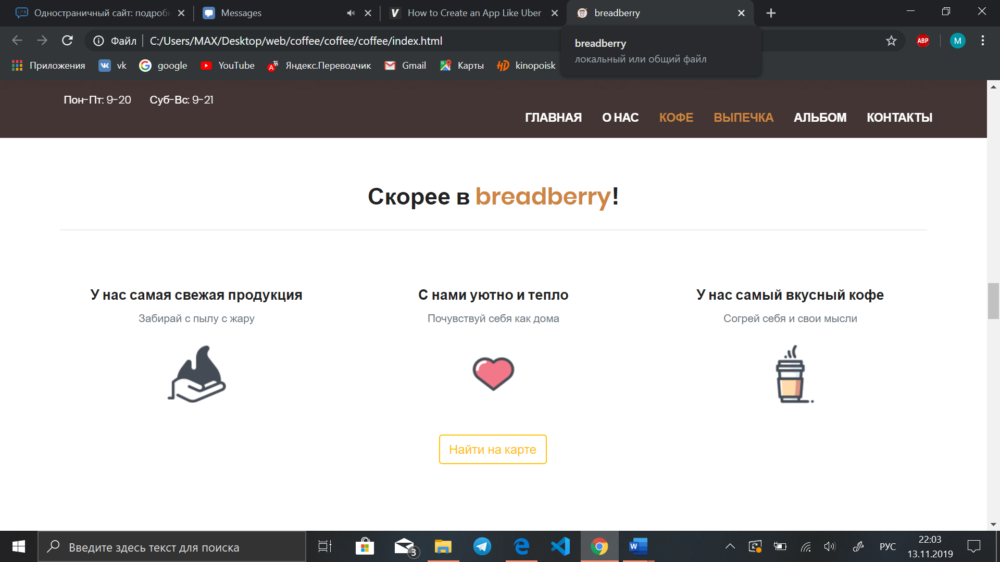 Одностраничный сайт: подробн
Messages
How to Create an App Like Uber
breadberry
Файл
C:/Users/MAX/Desktop/web/coffee/coffee/coffee/index.html
breadberry
локальный или общий файл
ABP
M
Приложения
vk
google
YouTube
Яндекс.Переводчик
Gmail
Карты
kinopoisk
Пон-Пт: 9-20 Суб-Вс: 9-21
ГЛАВНАЯ О НАС КОФЕ ВЫПЕЧКА АЛЬБОМ КОНТАКТЫ
Скорее в breadberry!
У нас самая свежая продукция
Забирай с пылу с жару
С нами уютно и тепло
Почувствуй себя как дома
У нас самый вкусный кофе
Согрей себя и свои мысли
Найти на карте
Введите здесь текст для поиска
3
РУС
22:03
13.11.2019